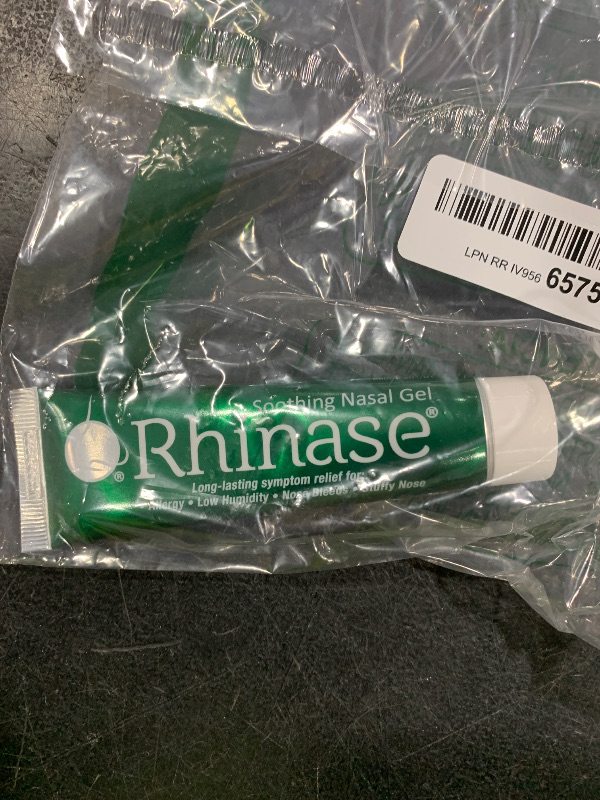 LPN RR IV956 6575
Soothing Nasal Gel
Rhinase®
®
Long-lasting symptom relief for:
Allergy • Low Humidity • Nose Bleeds • Stuffy Nose